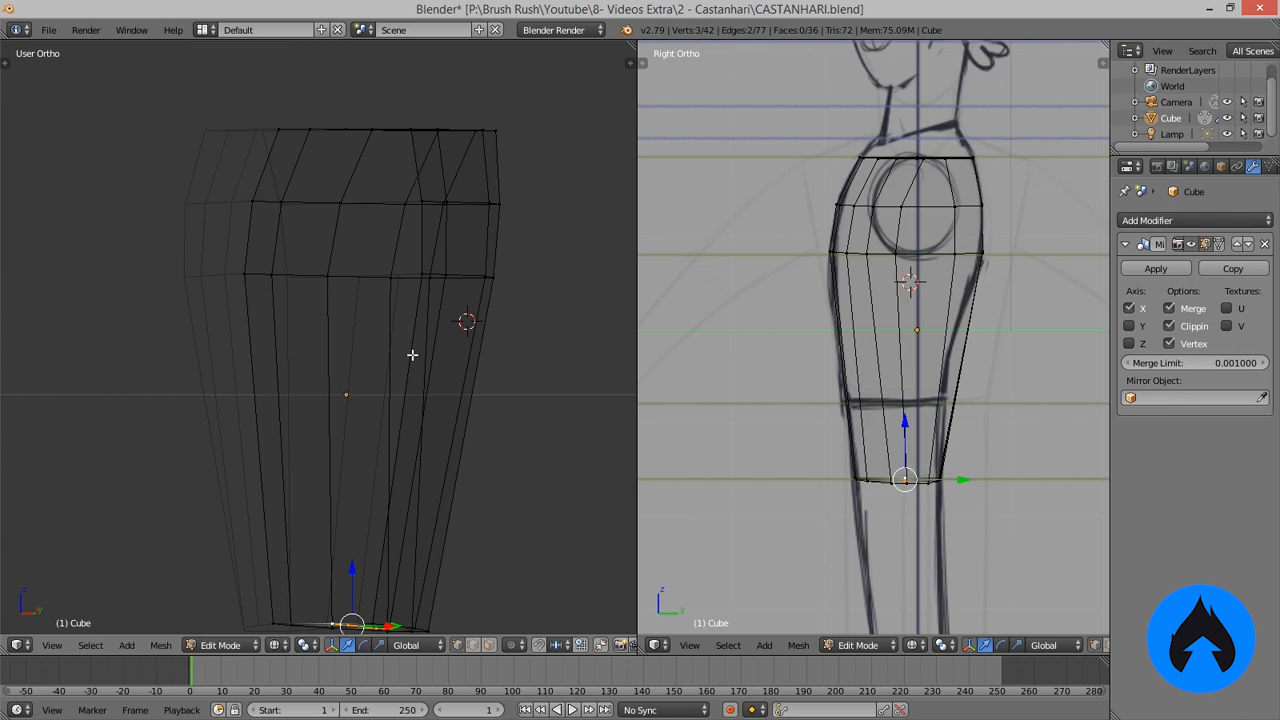 Blender* [P:\Brush Rush\Youtube\8- Videos Extra\2 - Castanhari\CASTANHARI.blend]
File Render Window Help Default Scene Blender Render v2.79 | Verts:3/42 | Edges:2/77 | Faces:0/36 | Tris:72 | Mem:75.09M | Cube
View Search All Scenes
User Ortho
Right Ortho
RenderLayers
World
Camera
Cube
Lamp
Cube
Add Modifier
Mi
Apply Copy
Axis: Options: Textures:
X Merge U
Y Clippin V
Z Vertex
Merge Limit: 0.001000
Mirror Object:
z
y
z
y
(1) Cube
(1) Cube
View Select Add Mesh Edit Mode Global
View Select Add Mesh Edit Mode Global
-50 -40 -30 -20 -10 0 10 20 30 40 50 60 70 80 90 100 110 120 130 140 150 160 170 180 190 200 210 220 230 240 250 260 270 280
View Marker Frame Playback Start: 1 End: 250 1 No Sync